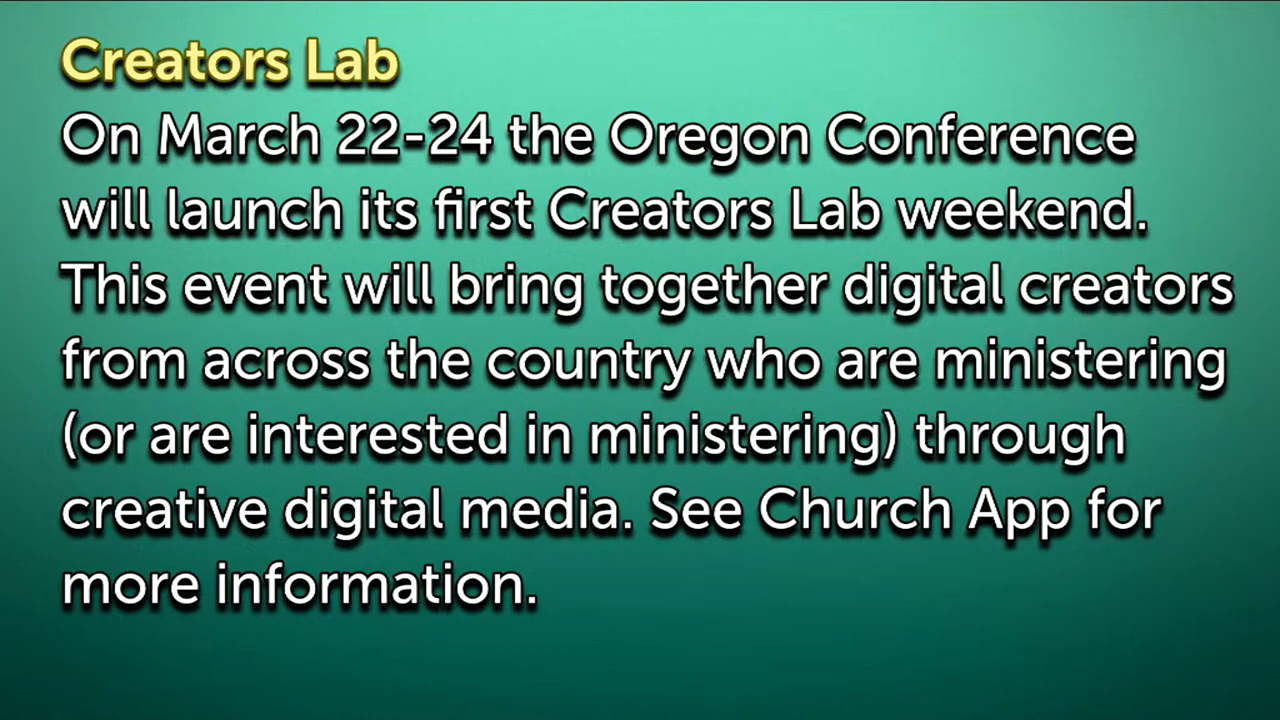 Creators Lab
On March 22-24 the Oregon Conference
will launch its first Creators Lab weekend.
This event will bring together digital creators
from across the country who are ministering
(or are interested in ministering) through
creative digital media. See Church App for
more information.